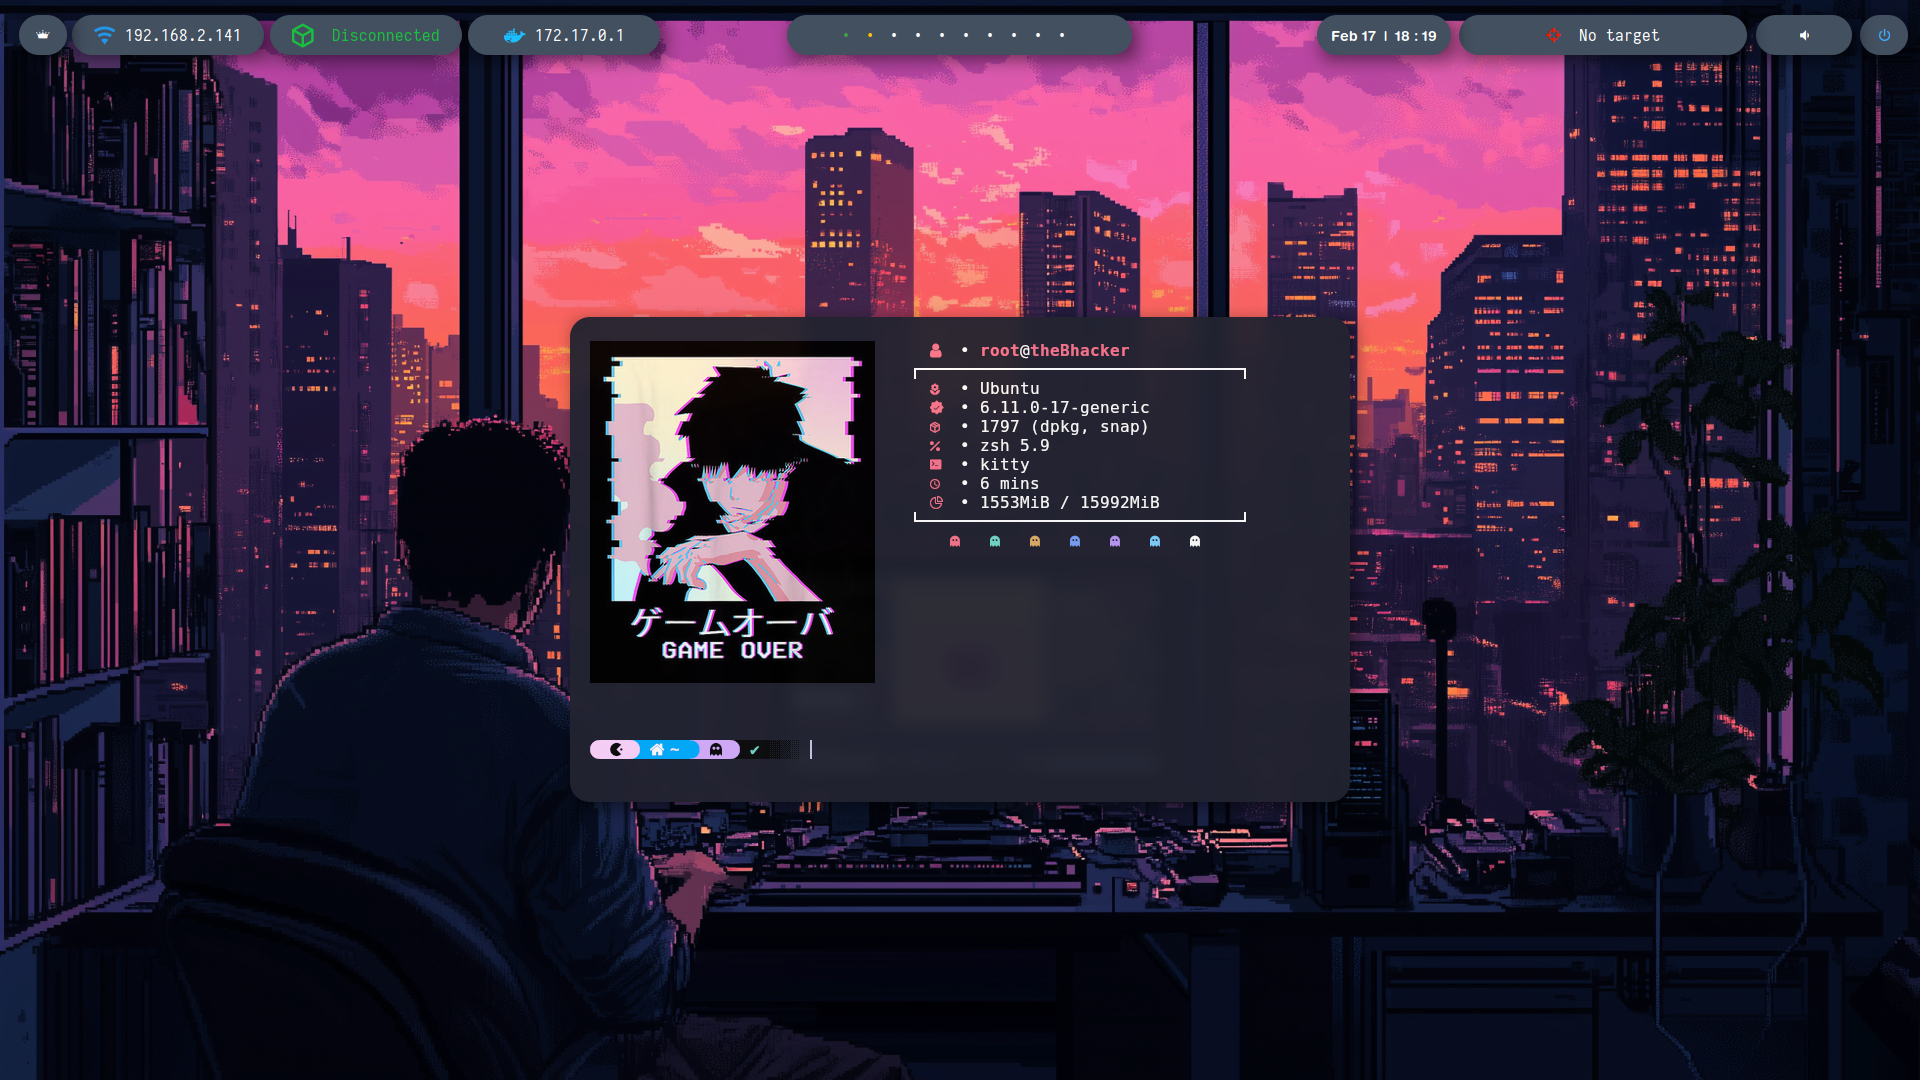 192.168.2.141
Disconnected
172.17.0.1
Feb 17 | 18 : 19
No target
root@theBhacker
Ubuntu
6.11.0-17-generic
1797 (dpkg, snap)
zsh 5.9
kitty
6 mins
1553MiB / 15992MiB
ゲームオーバ
GAME OVER
~